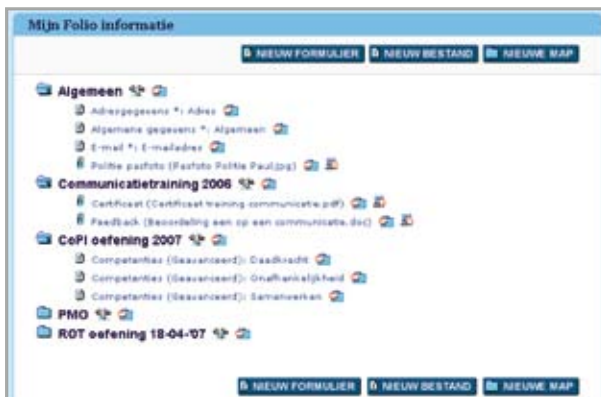 Mijn Folio informatie
NIEUW FORMULIER NIEUW BESTAND NIEUWE MAP
Algemeen
Adresgegevens *: Adres
Algemene gegevens *: Algemeen
E-mail *: E-mailadres
Politie pasfoto (Pasfoto Politie Paul.jpg)
Communicatietraining 2006
Certificaat (Certificaat training communicatie.pdf)
Feedback (Beoordeling een op een communicatie.doc)
CoPI oefening 2007
Competenties (Geavanceerd): Daadkracht
Competenties (Geavanceerd): Onafhankelijkheid
Competenties (Geavanceerd): Samenwerken
PMO
ROT oefening 18-04-'07
NIEUW FORMULIER NIEUW BESTAND NIEUWE MAP